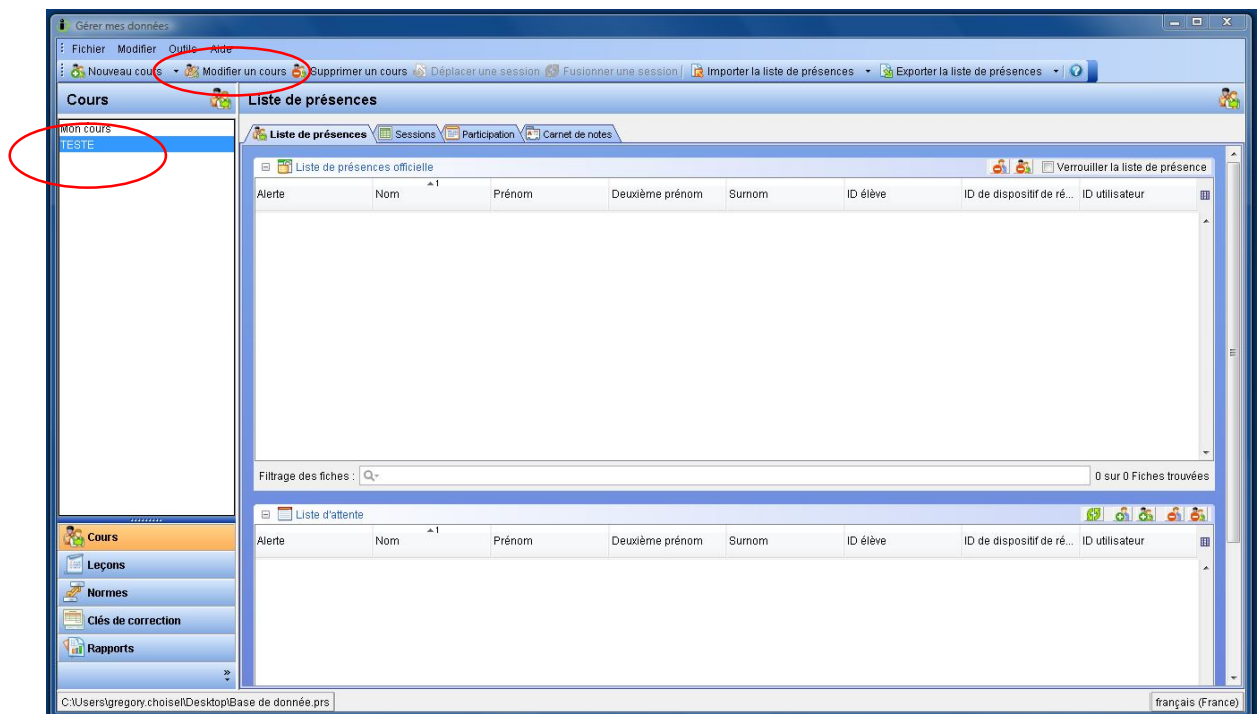 Gérer mes données
Fichier Modifier Outils Aide
Nouveau cours Modifier un cours Supprimer un cours Déplacer une session Fusionner une session Importer la liste de présences Exporter la liste de présences
Cours
Liste de présences
Mon cours
TESTE
Liste de présences Sessions Participation Carnet de notes
Liste de présences officielle Verrouiller la liste de présence
Alerte Nom 1 Prénom Deuxième prénom Surnom ID élève ID de dispositif de ré... ID utilisateur
Filtrage des fiches : 0 sur 0 Fiches trouvées
Liste d'attente
Alerte Nom 1 Prénom Deuxième prénom Surnom ID élève ID de dispositif de ré... ID utilisateur
Cours
Leçons
Normes
Clés de correction
Rapports
C:\Users\gregory.choisel\Desktop\Base de donnée.prs français (France)